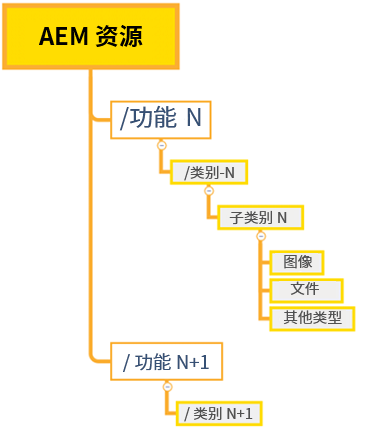 AEM 资源
/功能 N
/类别-N
子类别 N
图像
文件
其他类型
/ 功能 N+1
/ 类别 N+1